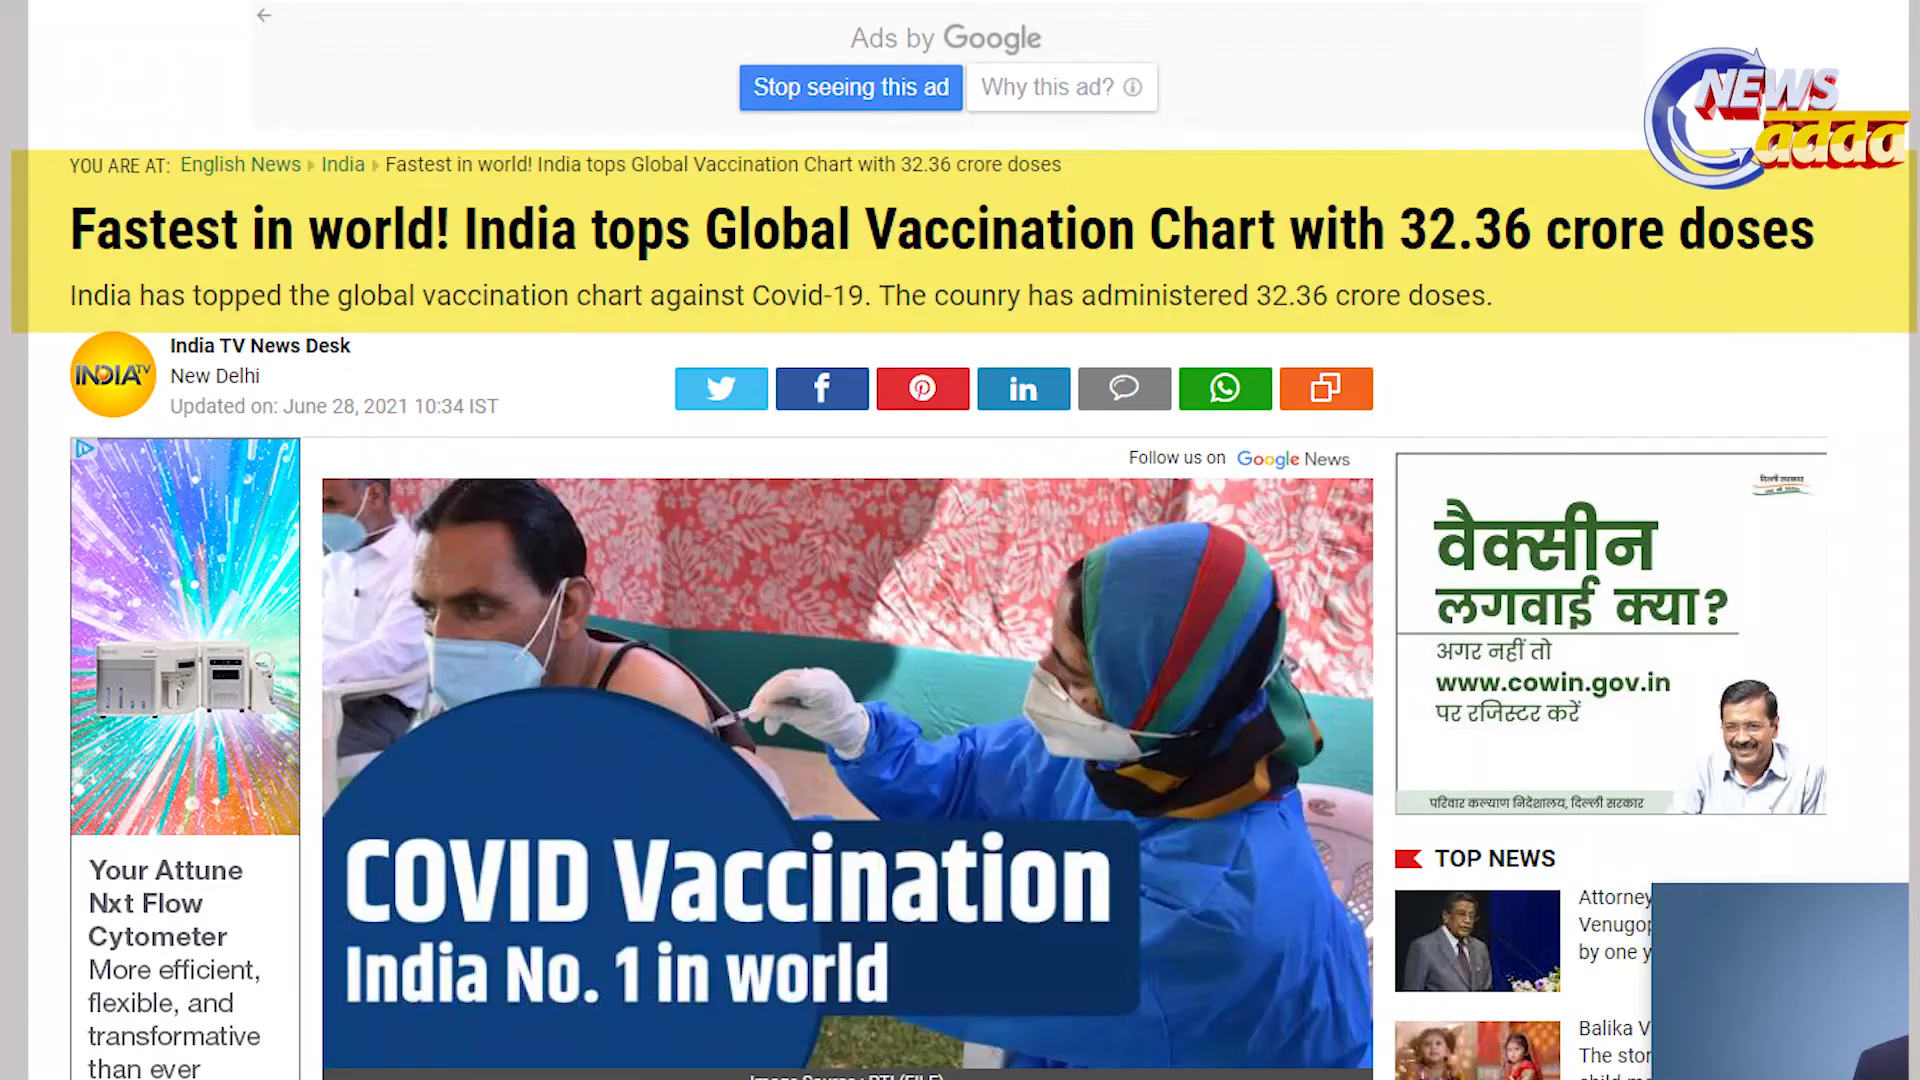 Ads by Google
Stop seeing this ad
Why this ad?
NEWS
aададa
YOU ARE AT: English News India Fastest in world! India tops Global Vaccination Chart with 32.36 crore doses
Fastest in world! India tops Global Vaccination Chart with 32.36 crore doses
India has topped the global vaccination chart against Covid-19. The counry has administered 32.36 crore doses.
INDIA TV
India TV News Desk
New Delhi
Updated on: June 28, 2021 10:34 IST
Follow us on Google News
Your Attune
Nxt Flow
Cytometer
More efficient,
flexible, and
transformative
than ever
COVID Vaccination
India No. 1 in world
दिल्ली सरकार
वैक्सीन
लगवाई क्या?
अगर नहीं तो
www.cowin.gov.in
पर रजिस्टर करें
परिवार कल्याण निदेशालय, दिल्ली सरकार
TOP NEWS
Attorney
by one y
Balika V